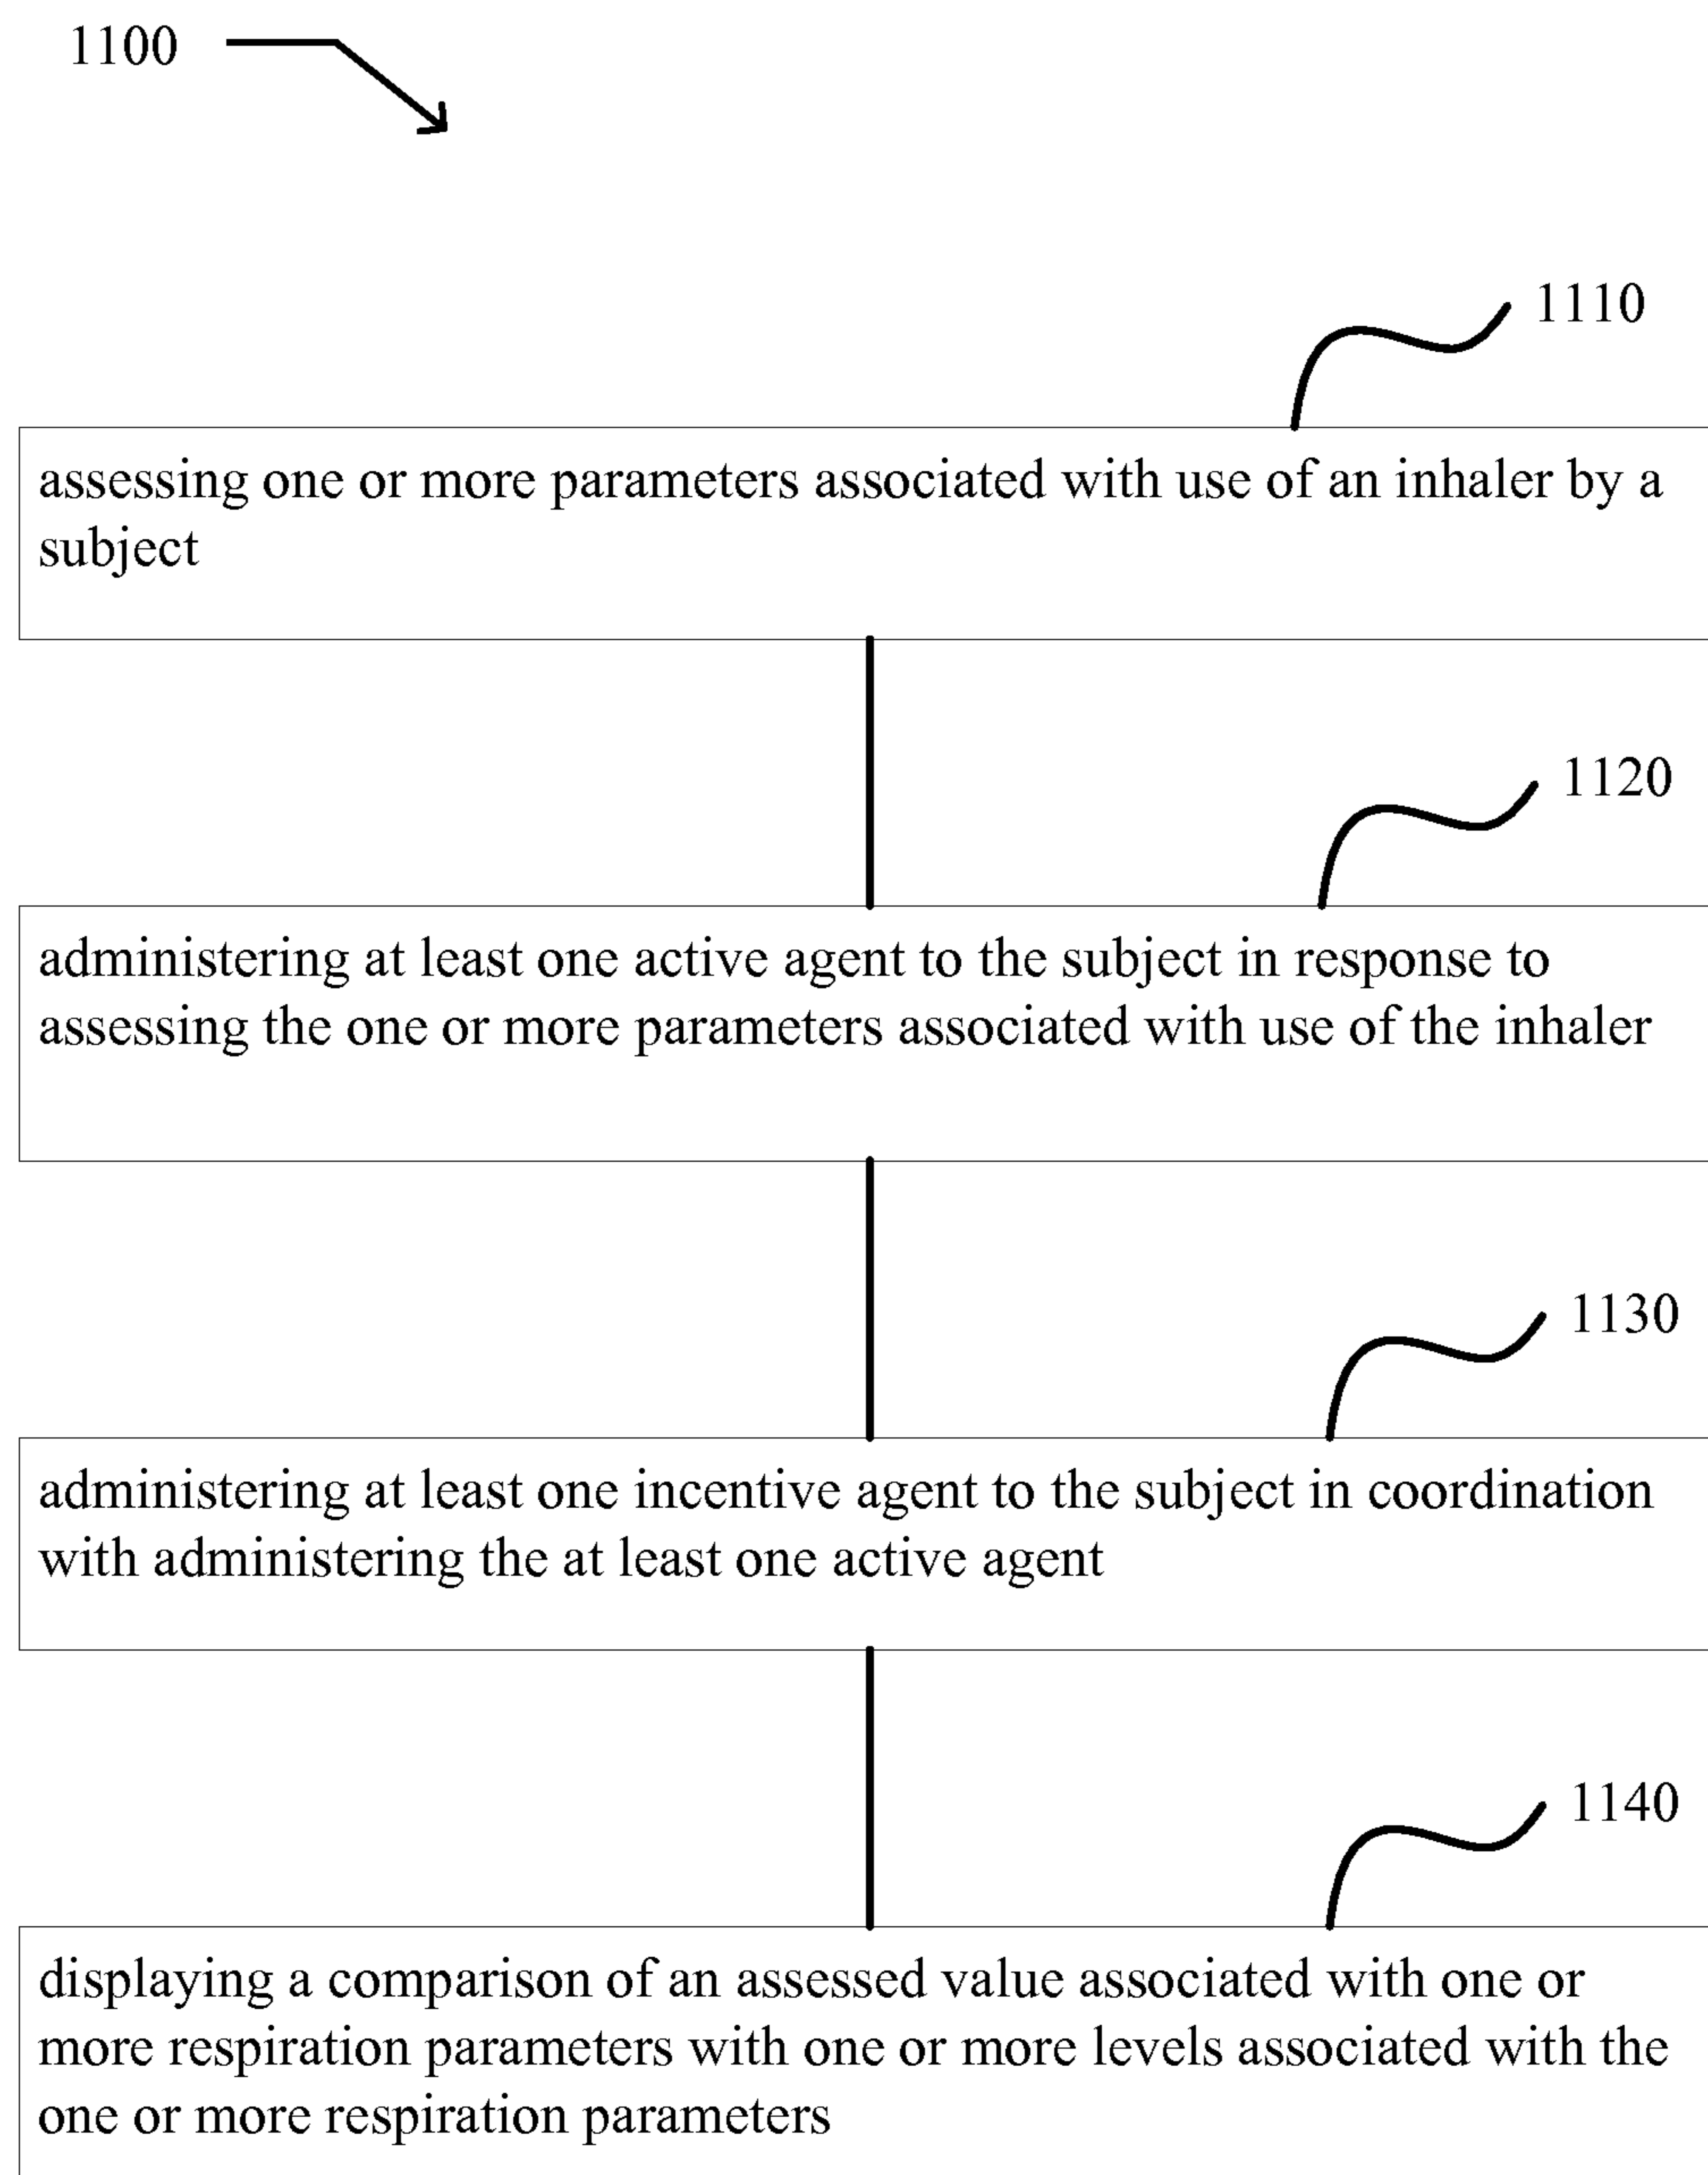 1100
1110
assessing one or more parameters associated with use of an inhaler by a
subject
1120
administering at least one active agent to the subject in response to
assessing the one or more parameters associated with use of the inhaler
1130
administering at least one incentive agent to the subject in coordination
with administering the at least one active agent
1140
displaying a comparison of an assessed value associated with one or
more respiration parameters with one or more levels associated with the
one or more respiration parameters